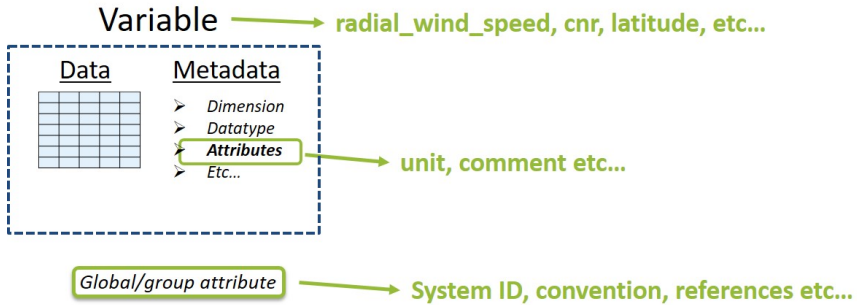 Variable
radial_wind_speed, cnr, latitude, etc...
Data
Metadata
➤ Dimension
➤ Datatype
➤ Attributes
➤ Etc...
unit, comment etc...
Global/group attribute
System ID, convention, references etc...